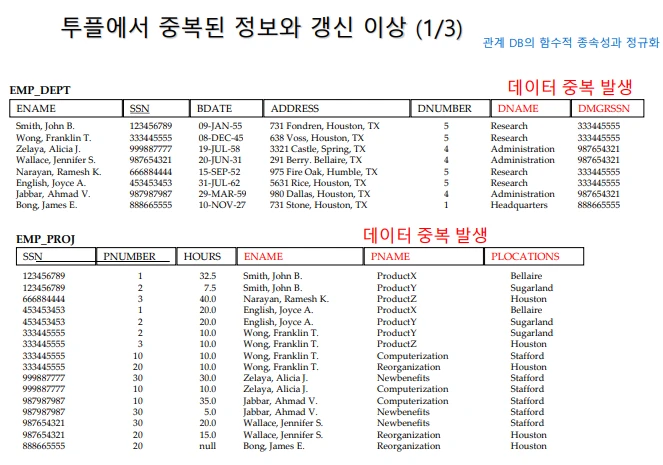 투플에서 중복된 정보와 갱신 이상 (1/3)
관계 DB의 함수적 종속성과 정규화
데이터 중복 발생
EMP_DEPT
ENAME SSN BDATE ADDRESS DNUMBER DNAME DMGRSSN
Smith, John B. 123456789 09-JAN-55 731 Fondren, Houston, TX 5 Research 333445555
Wong, Franklin T. 333445555 08-DEC-45 638 Voss, Houston, TX 5 Research 333445555
Zelaya, Alicia J. 999887777 19-JUL-58 3321 Castle, Spring, TX 4 Administration 987654321
Wallace, Jennifer S. 987654321 20-JUN-31 291 Berry. Bellaire, TX 4 Administration 987654321
Narayan, Ramesh K. 666884444 15-SEP-52 975 Fire Oak, Humble, TX 5 Research 333445555
English, Joyce A. 453453453 31-JUL-62 5631 Rice, Houston, TX 5 Research 333445555
Jabbar, Ahmad V. 987987987 29-MAR-59 980 Dallas, Houston, TX 4 Administration 987654321
Bong, James E. 888665555 10-NOV-27 731 Stone, Houston, TX 1 Headquarters 888665555
데이터 중복 발생
EMP_PROJ
SSN PNUMBER HOURS ENAME PNAME PLOCATIONS
123456789 1 32.5 Smith, John B. ProductX Bellaire
123456789 2 7.5 Smith, John B. ProductY Sugarland
666884444 3 40.0 Narayan, Ramesh K. ProductZ Houston
453453453 1 20.0 English, Joyce A. ProductX Bellaire
453453453 2 20.0 English, Joyce A. ProductY Sugarland
333445555 2 10.0 Wong, Franklin T. ProductY Sugarland
333445555 3 10.0 Wong, Franklin T. ProductZ Houston
333445555 10 10.0 Wong, Franklin T. Computerization Stafford
333445555 20 10.0 Wong, Franklin T. Reorganization Houston
999887777 30 30.0 Zelaya, Alicia J. Newbenefits Stafford
999887777 10 10.0 Zelaya, Alicia J. Computerization Stafford
987987987 10 35.0 Jabbar, Ahmad V. Computerization Stafford
987987987 30 5.0 Jabbar, Ahmad V. Newbenefits Stafford
987654321 30 20.0 Wallace, Jennifer S. Newbenefits Stafford
987654321 20 15.0 Wallace, Jennifer S. Reorganization Houston
888665555 20 null Bong, James E. Reorganization Houston